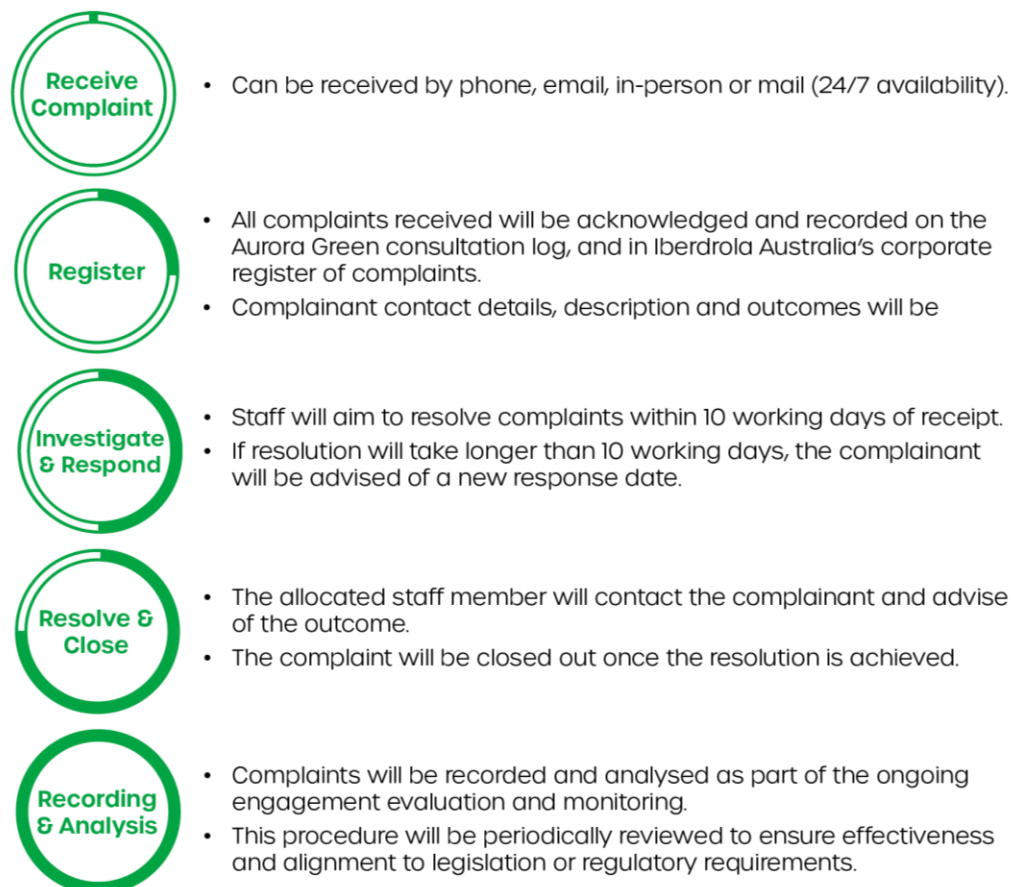 Receive
Complaint
• Can be received by phone, email, in-person or mail (24/7 availability).
Register
• All complaints received will be acknowledged and recorded on the
Aurora Green consultation log, and in Iberdrola Australia's corporate
register of complaints.
• Complainant contact details, description and outcomes will be
Investigate
& Respond
• Staff will aim to resolve complaints within 10 working days of receipt.
• If resolution will take longer than 10 working days, the complainant
will be advised of a new response date.
Resolve &
Close
• The allocated staff member will contact the complainant and advise
of the outcome.
• The complaint will be closed out once the resolution is achieved.
Recording
& Analysis
• Complaints will be recorded and analysed as part of the ongoing
engagement evaluation and monitoring.
• This procedure will be periodically reviewed to ensure effectiveness
and alignment to legislation or regulatory requirements.